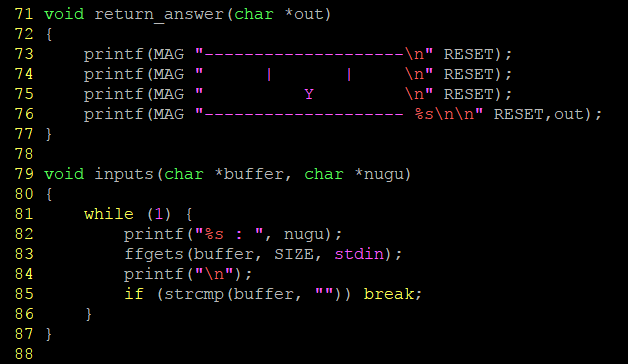 71 void return_answer(char *out)
72 {
73     printf(MAG "--------------------\n" RESET);
74     printf(MAG "      |       |     \n" RESET);
75     printf(MAG "          Y         \n" RESET);
76     printf(MAG "-------------------- %s\n\n" RESET,out);
77 }
78
79 void inputs(char *buffer, char *nugu)
80 {
81     while (1) {
82         printf("%s : ", nugu);
83         ffgets(buffer, SIZE, stdin);
84         printf("\n");
85         if (strcmp(buffer, "")) break;
86     }
87 }
88